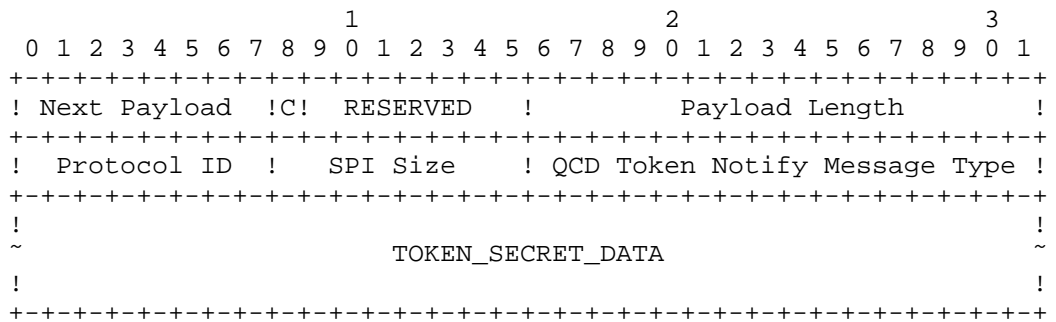 1                   2                   3
 0 1 2 3 4 5 6 7 8 9 0 1 2 3 4 5 6 7 8 9 0 1 2 3 4 5 6 7 8 9 0 1
+-+-+-+-+-+-+-+-+-+-+-+-+-+-+-+-+-+-+-+-+-+-+-+-+-+-+-+-+-+-+-+-+
! Next Payload  !C!  RESERVED   !         Payload Length        !
+-+-+-+-+-+-+-+-+-+-+-+-+-+-+-+-+-+-+-+-+-+-+-+-+-+-+-+-+-+-+-+-+
!  Protocol ID  !   SPI Size    ! QCD Token Notify Message Type !
+-+-+-+-+-+-+-+-+-+-+-+-+-+-+-+-+-+-+-+-+-+-+-+-+-+-+-+-+-+-+-+-+
!                                                               !
~                       TOKEN_SECRET_DATA                       ~
!                                                               !
+-+-+-+-+-+-+-+-+-+-+-+-+-+-+-+-+-+-+-+-+-+-+-+-+-+-+-+-+-+-+-+-+